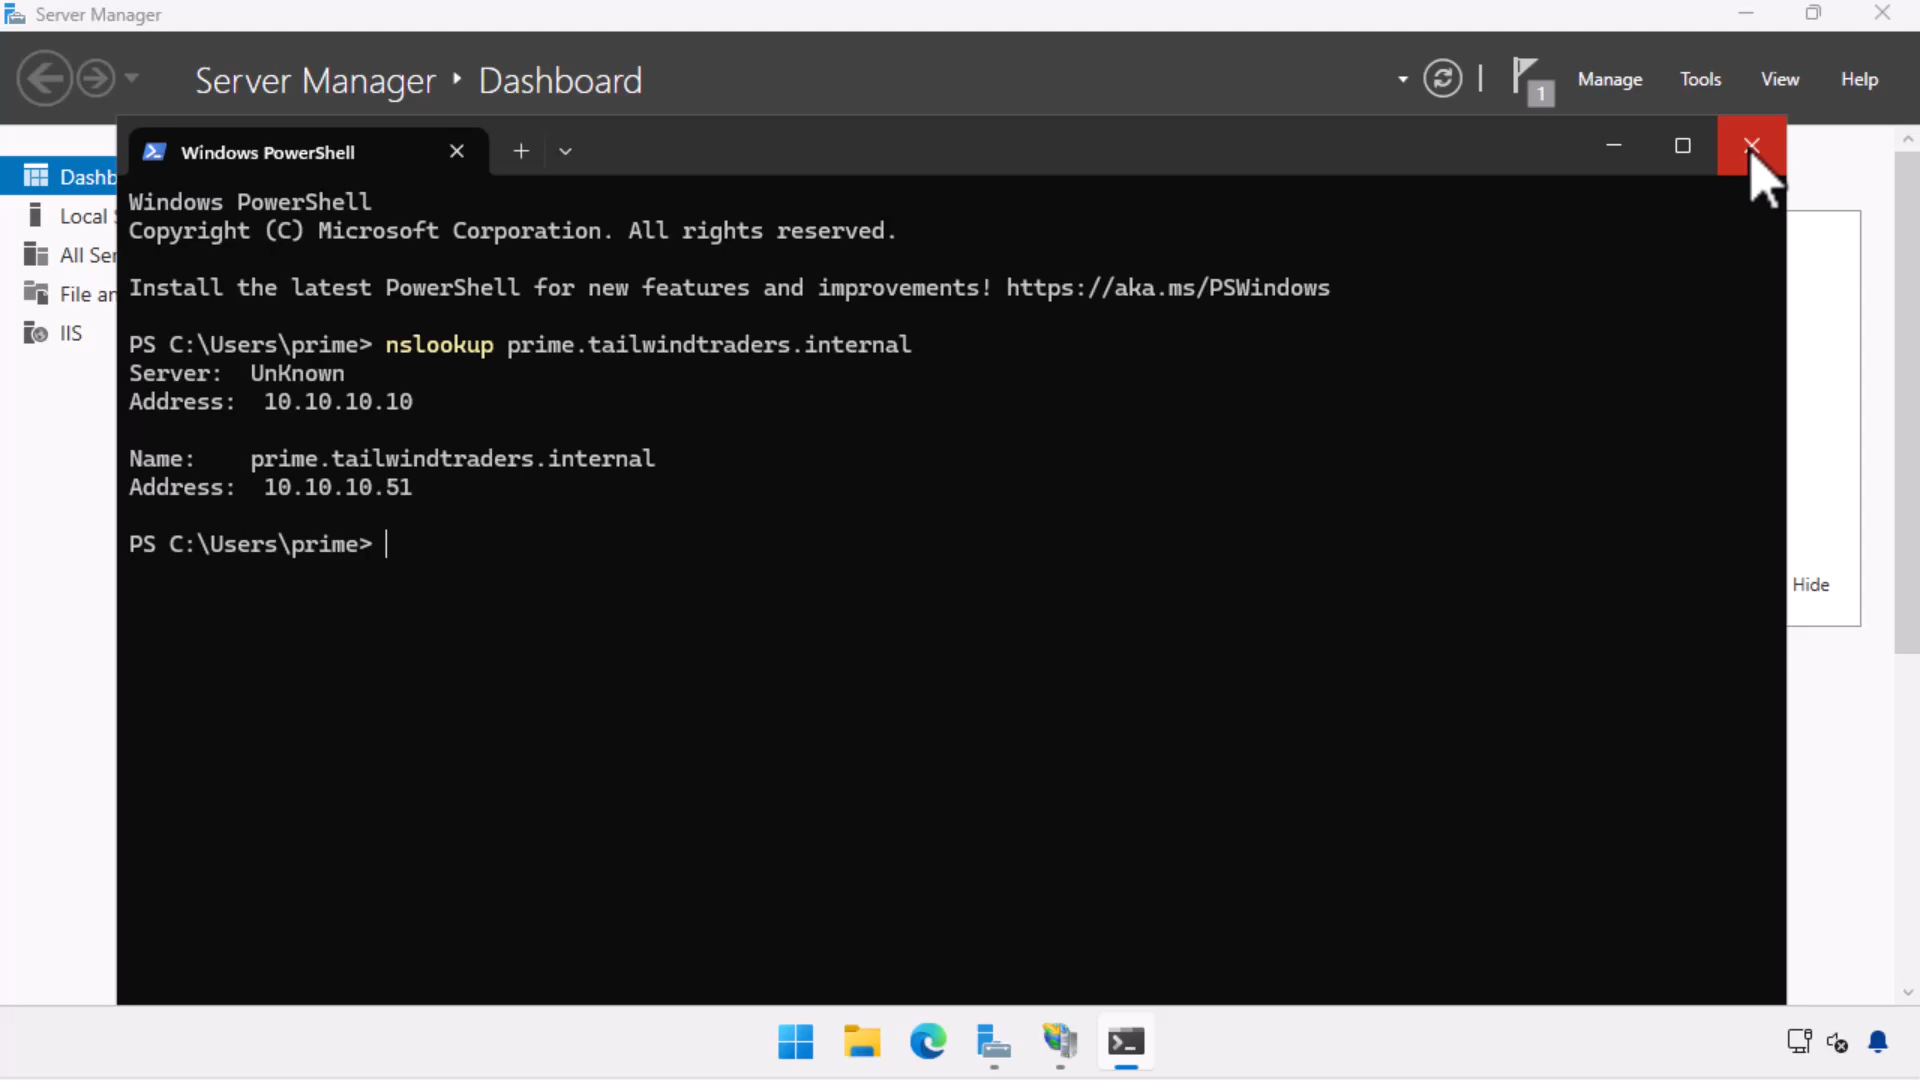 Server Manager
Server Manager ‣ Dashboard
1
Manage
Tools
View
Help
Windows PowerShell
Dashb
Local
All Ser
File an
IIS
Windows PowerShell
Copyright (C) Microsoft Corporation. All rights reserved.
Install the latest PowerShell for new features and improvements! https://aka.ms/PSWindows
PS C:\Users\prime> nslookup prime.tailwindtraders.internal
Server:  UnKnown
Address:  10.10.10.10
Name:    prime.tailwindtraders.internal
Address:  10.10.10.51
PS C:\Users\prime>
Hide